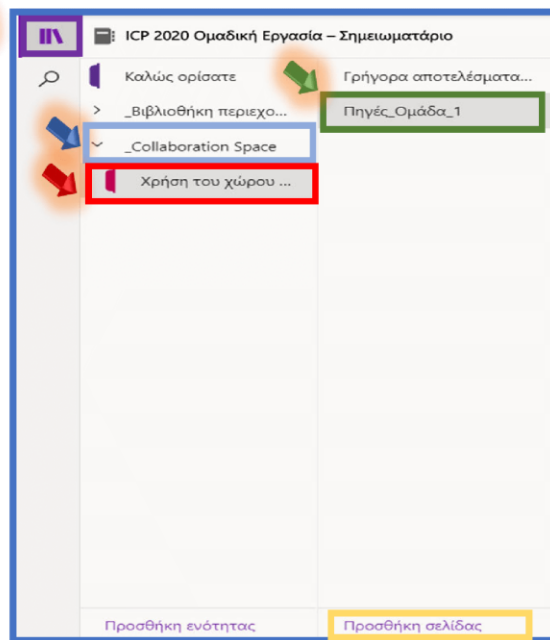 ICP 2020 Ομαδική Εργασία – Σημειωματάριο
Καλώς ορίσατε
_Βιβλιοθήκη περιεχο...
_Collaboration Space
Χρήση του χώρου ...
Γρήγορα αποτελέσματα...
Πηγές_Ομάδα_1
Προσθήκη ενότητας
Προσθήκη σελίδας